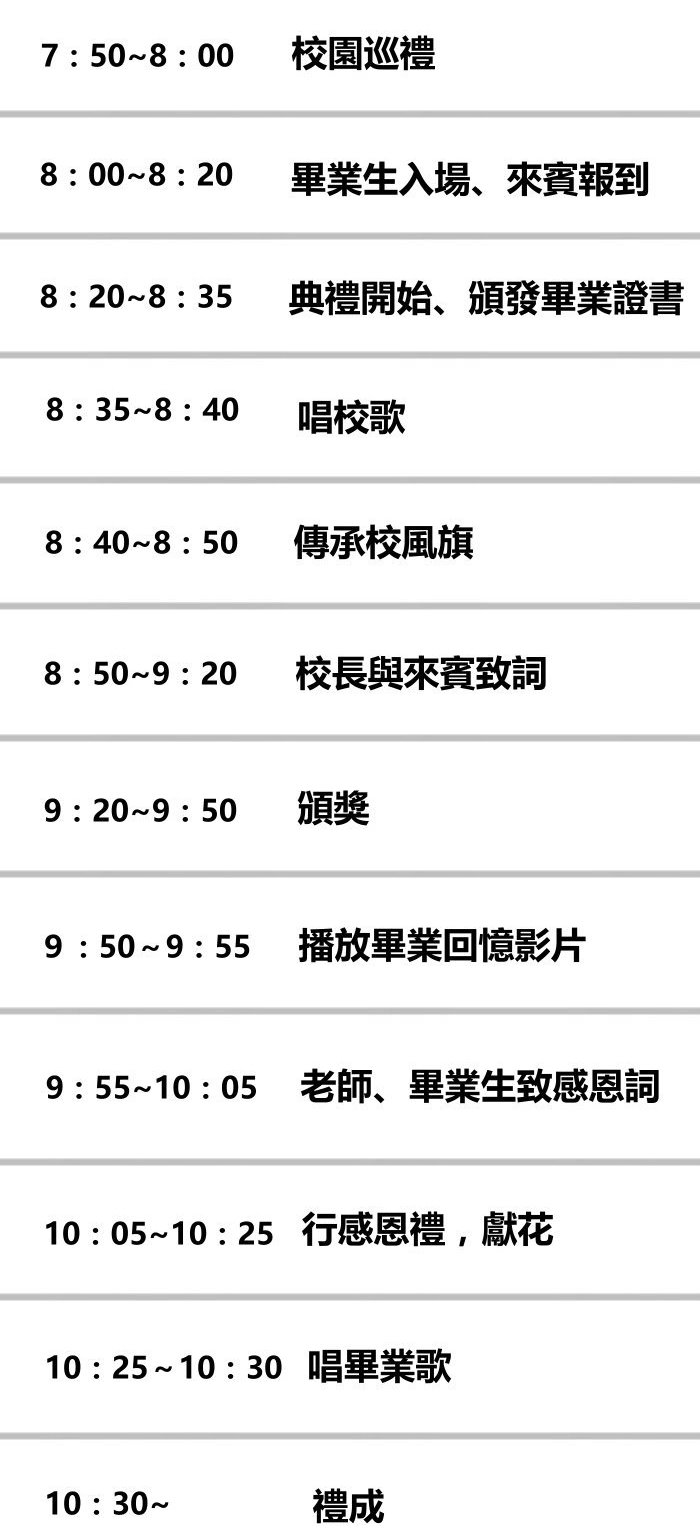 7：50~8：00 校園巡禮
8：00~8：20 畢業生入場、來賓報到
8：20~8：35 典禮開始、頒發畢業證書
8：35~8：40 唱校歌
8：40~8：50 傳承校風旗
8：50~9：20 校長與來賓致詞
9：20~9：50 頒獎
9：50~9：55 播放畢業回憶影片
9：55~10：05 老師、畢業生致感恩詞
10：05~10：25 行感恩禮，獻花
10：25~10：30 唱畢業歌
10：30~ 禮成